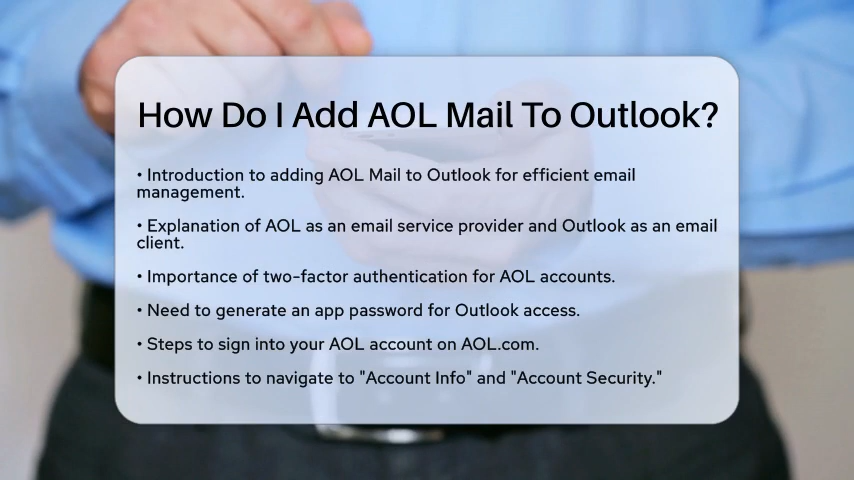 How Do I Add AOL Mail To Outlook?
• Introduction to adding AOL Mail to Outlook for efficient email
management.
• Explanation of AOL as an email service provider and Outlook as an email
client.
• Importance of two-factor authentication for AOL accounts.
• Need to generate an app password for Outlook access.
• Steps to sign into your AOL account on AOL.com.
• Instructions to navigate to "Account Info" and "Account Security."